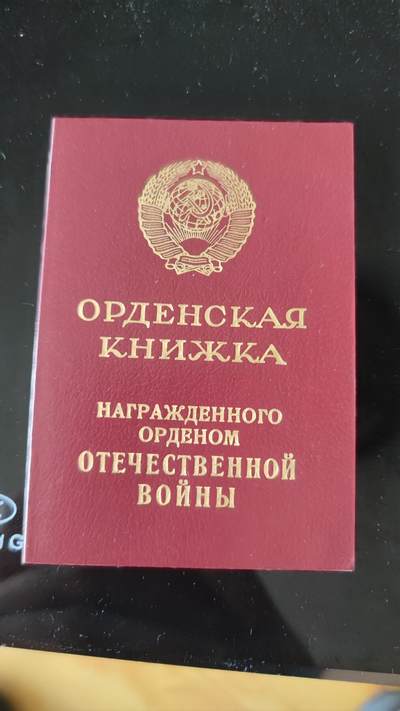 ОРДЕНСКАЯ
КНИЖКА
НАГРАЖДЕННОГО
ОРДЕНОМ
ОТЕЧЕСТВЕННОЙ
ВОЙНЫ